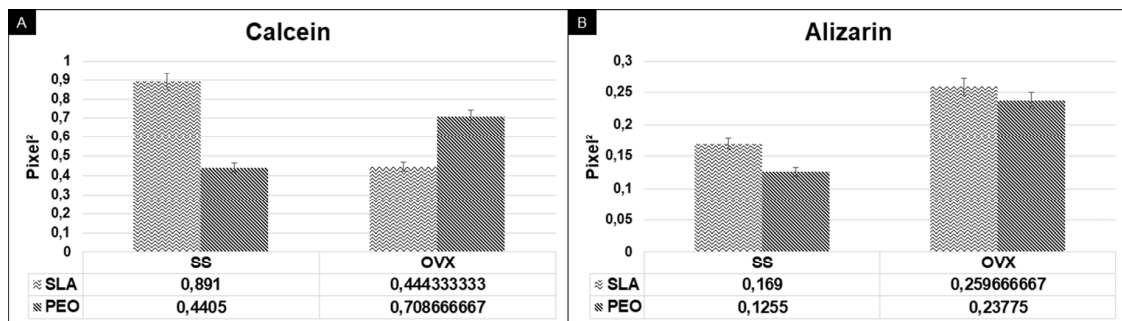 A
Calcein
Pixel²
1
0,9
0,8
0,7
0,6
0,5
0,4
0,3
0,2
0,1
0
SS OVX
SLA 0,891 0,444333333
PEO 0,4405 0,708666667
B
Alizarin
Pixel²
0,3
0,25
0,2
0,15
0,1
0,05
0
SS OVX
SLA 0,169 0,259666667
PEO 0,1255 0,23775